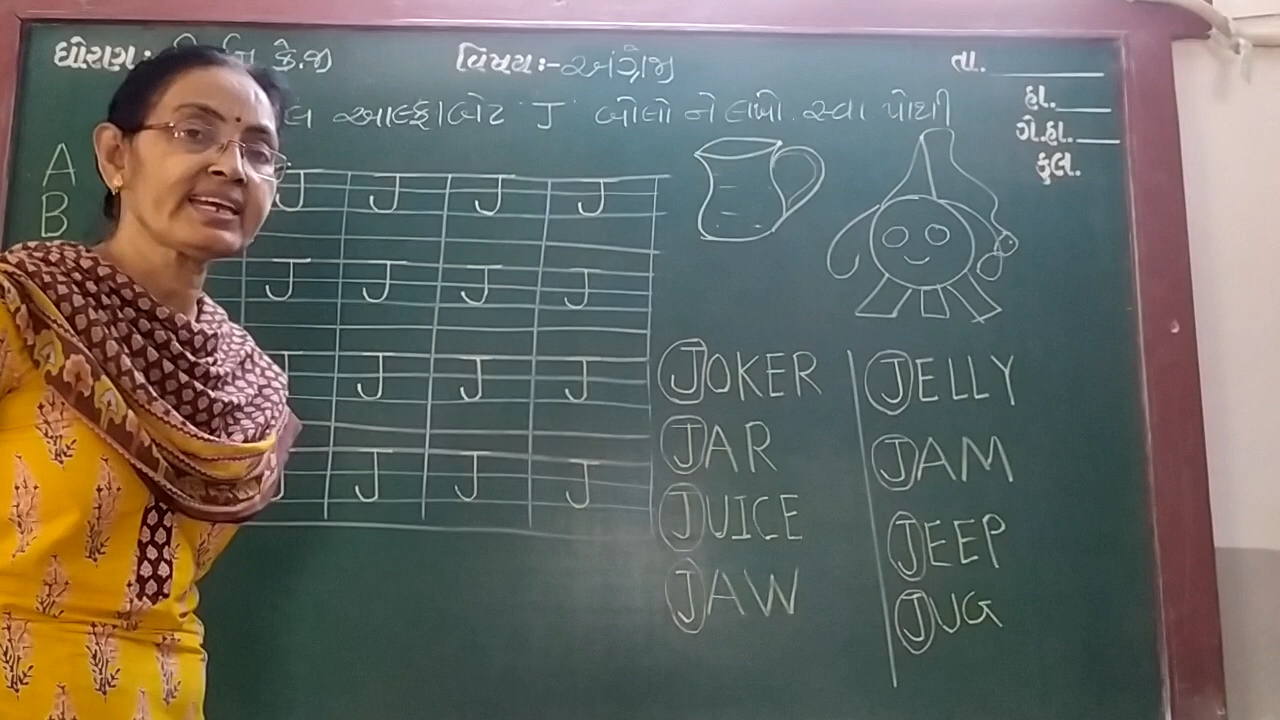 ધોરણ:- કે.જી વિષય:- અંગ્રેજી તા.
હા.
આલ્ફાબેટ 'J' બોલો ને લખો. સ્વા પોથી
ગે.હા.
કુલ.
A
B
J J J J
J J J J
J J J
J J J
JOKER JELLY
JAR JAM
JUICE JEEP
JAW JUG